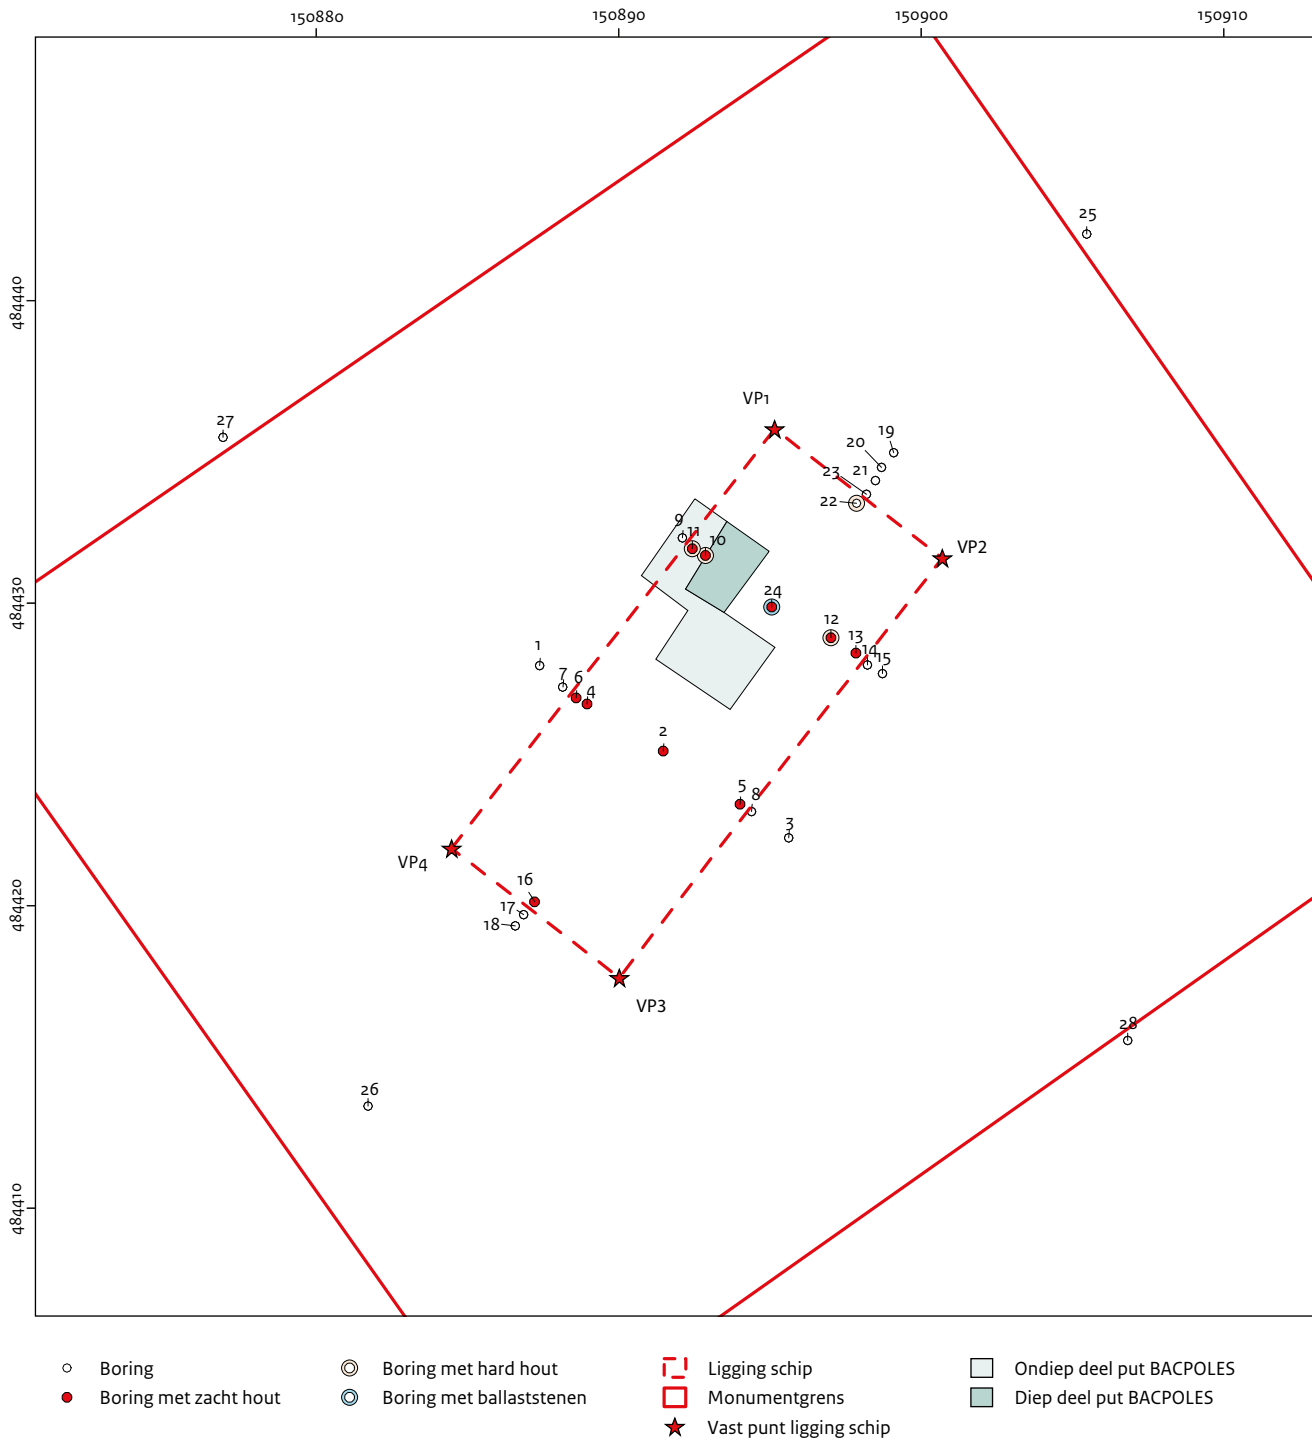 150880 150890 150900 150910
25
484440
27
VP1
19
20
23 21
22
9
11
10
VP2
484430
24
12
13
14
15
1
7
6
4
2
5
8
3
VP4
16
17
18
484420
VP3
28
26
484410
Boring
Boring met hard hout
Ligging schip
Ondiep deel put BACPOLES
Boring met zacht hout
Boring met ballaststenen
Monumentgrens
Diep deel put BACPOLES
Vast punt ligging schip